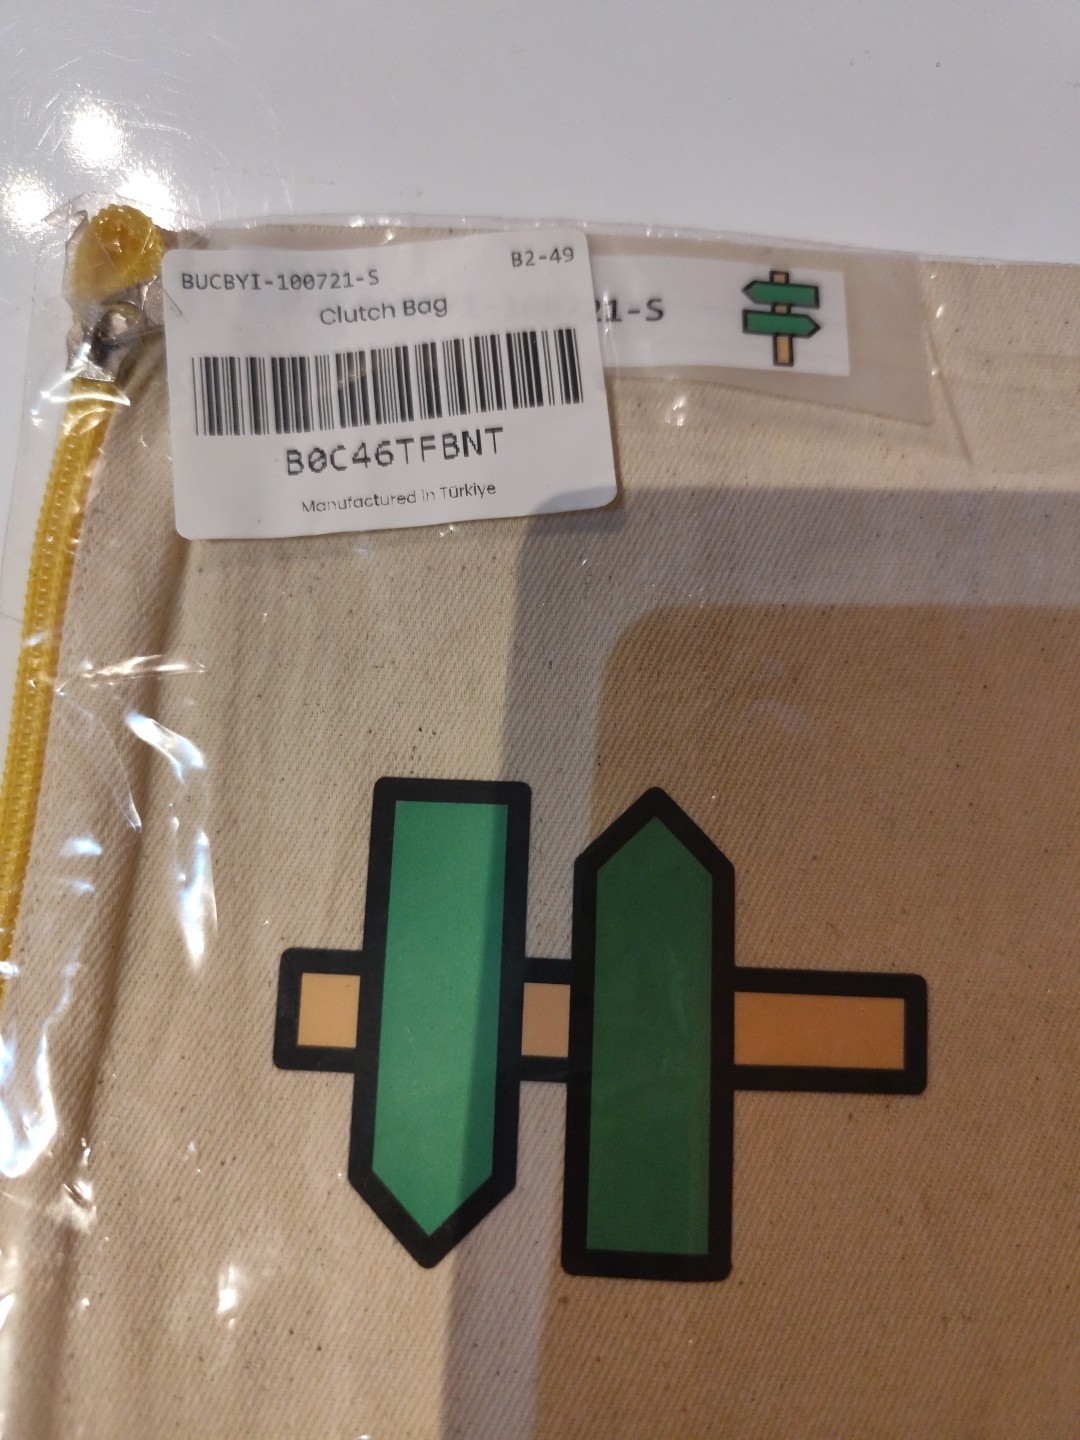 BUCBYI-100721-S
B2-49
Clutch Bag
B0C46TFBNT
Manufactured in Türkiye
21-S